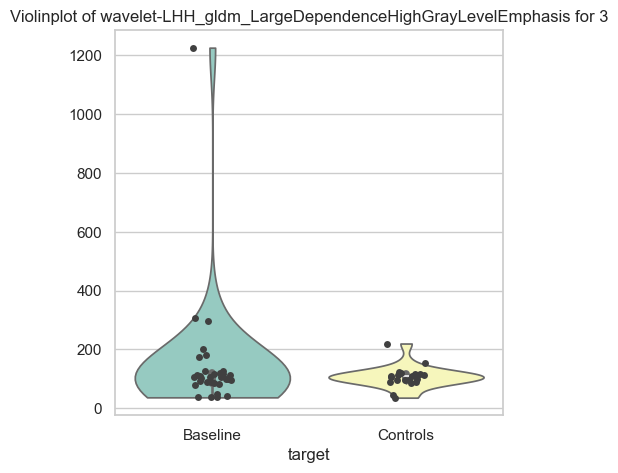 Violinplot of wavelet-LHH_gldm_LargeDependenceHighGrayLevelEmphasis for 3
1200
1000
800
600
400
200
0
Baseline
Controls
target